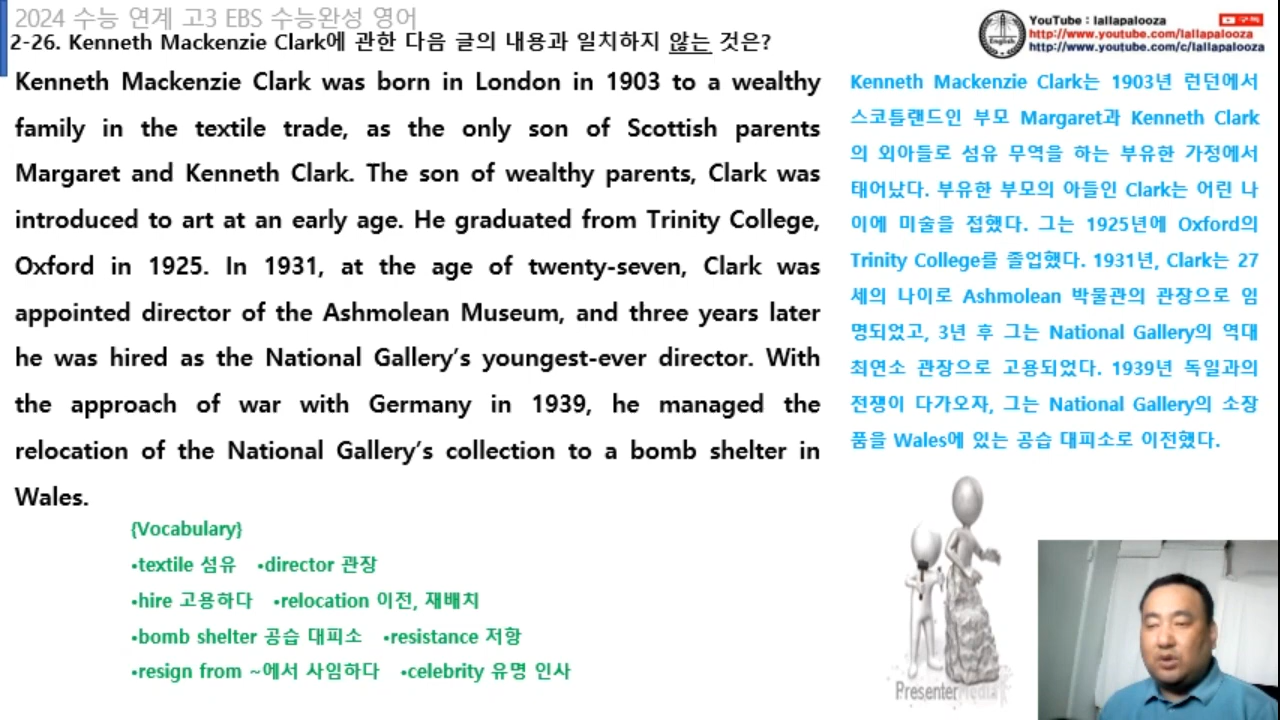 2024 수능 연계 고3 EBS 수능완성 영어
2-26. Kenneth Mackenzie Clark에 관한 다음 글의 내용과 일치하지 않는 것은?
YouTube : lallapalooza
구독
http://www.youtube.com/lallapalooza
http://www.youtube.com/c/lallapalooza
English
Kenneth Mackenzie Clark was born in London in 1903 to a wealthy
family in the textile trade, as the only son of Scottish parents
Margaret and Kenneth Clark. The son of wealthy parents, Clark was
introduced to art at an early age. He graduated from Trinity College,
Oxford in 1925. In 1931, at the age of twenty-seven, Clark was
appointed director of the Ashmolean Museum, and three years later
he was hired as the National Gallery's youngest-ever director. With
the approach of war with Germany in 1939, he managed the
relocation of the National Gallery's collection to a bomb shelter in
Wales.
Kenneth Mackenzie Clark는 1903년 런던에서
스코틀랜드인 부모 Margaret과 Kenneth Clark
의 외아들로 섬유 무역을 하는 부유한 가정에서
태어났다. 부유한 부모의 아들인 Clark는 어린 나
이에 미술을 접했다. 그는 1925년에 Oxford의
Trinity College를 졸업했다. 1931년, Clark는 27
세의 나이로 Ashmolean 박물관의 관장으로 임
명되었고, 3년 후 그는 National Gallery의 역대
최연소 관장으로 고용되었다. 1939년 독일과의
전쟁이 다가오자, 그는 National Gallery의 소장
품을 Wales에 있는 공습 대피소로 이전했다.
{Vocabulary}
•textile 섬유 •director 관장
•hire 고용하다 •relocation 이전, 재배치
•bomb shelter 공습 대피소 •resistance 저항
•resign from ~에서 사임하다 •celebrity 유명 인사
PresenterMedia